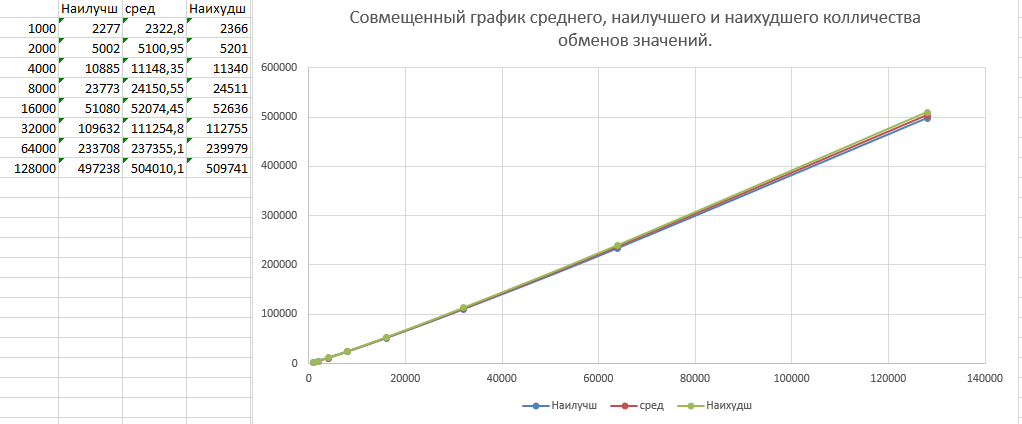 Наилучш сред Наихудш
1000 2277 2322,8 2366
2000 5002 5100,95 5201
4000 10885 11148,35 11340
8000 23773 24150,55 24511
16000 51080 52074,45 52636
32000 109632 111254,8 112755
64000 233708 237355,1 239979
128000 497238 504010,1 509741
Совмещенный график среднего, наилучшего и наихудшего колличества
обменов значений.
600000
500000
400000
300000
200000
100000
0
0 20000 40000 60000 80000 100000 120000 140000
Наилучш сред Наихудш